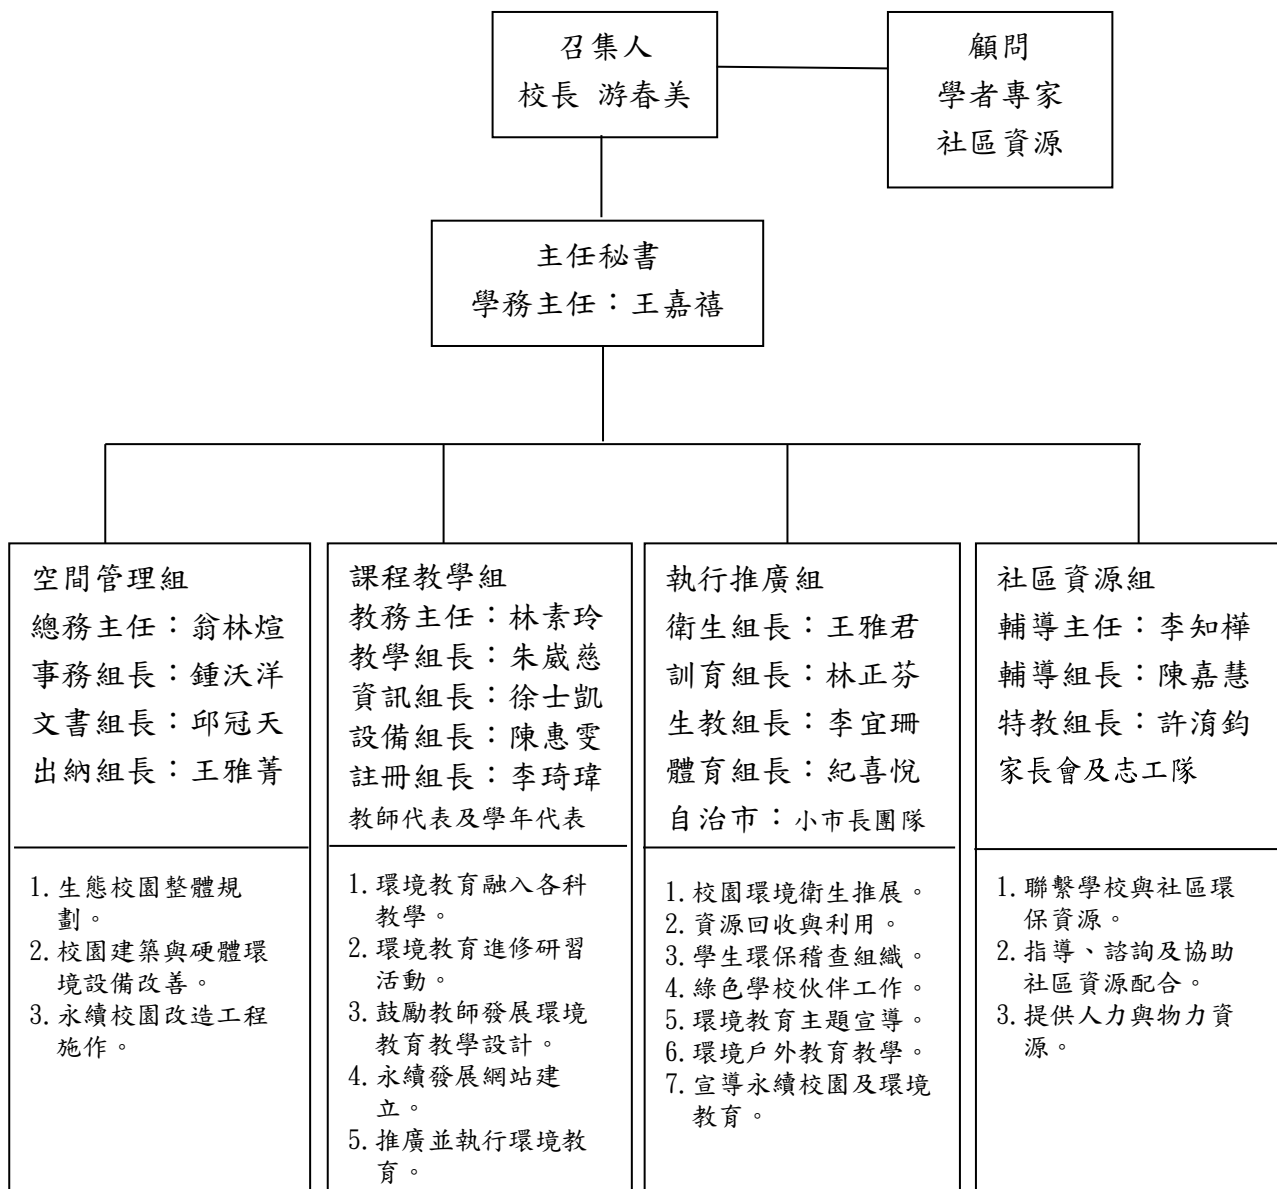 召集人
校長 游春美
顧問
學者專家
社區資源
主任秘書
學務主任：王嘉禧
空間管理組
總務主任：翁林煊
事務組長：鍾沃洋
文書組長：邱冠天
出納組長：王雅菁
1.生態校園整體規
劃。
2.校園建築與硬體環
境設備改善。
3.永續校園改造工程
施作。
課程教學組
教務主任：林素玲
教學組長：朱崴慈
資訊組長：徐士凱
設備組長：陳惠雯
註冊組長：李琦瑋
教師代表及學年代表
1.環境教育融入各科
教學。
2.環境教育進修研習
活動。
3.鼓勵教師發展環境
教育教學設計。
4.永續發展網站建
立。
5.推廣並執行環境教
育。
執行推廣組
衛生組長：王雅君
訓育組長：林正芬
生教組長：李宜珊
體育組長：紀喜悅
自治市：小市長團隊
1.校園環境衛生推展。
2.資源回收與利用。
3.學生環保稽查組織。
4.綠色學校伙伴工作。
5.環境教育主題宣導。
6.環境戶外教育教學。
7.宣導永續校園及環境
教育。
社區資源組
輔導主任：李知樺
輔導組長：陳嘉慧
特教組長：許淯鈞
家長會及志工隊
1.聯繫學校與社區環
保資源。
2.指導、諮詢及協助
社區資源配合。
3.提供人力與物力資
源。